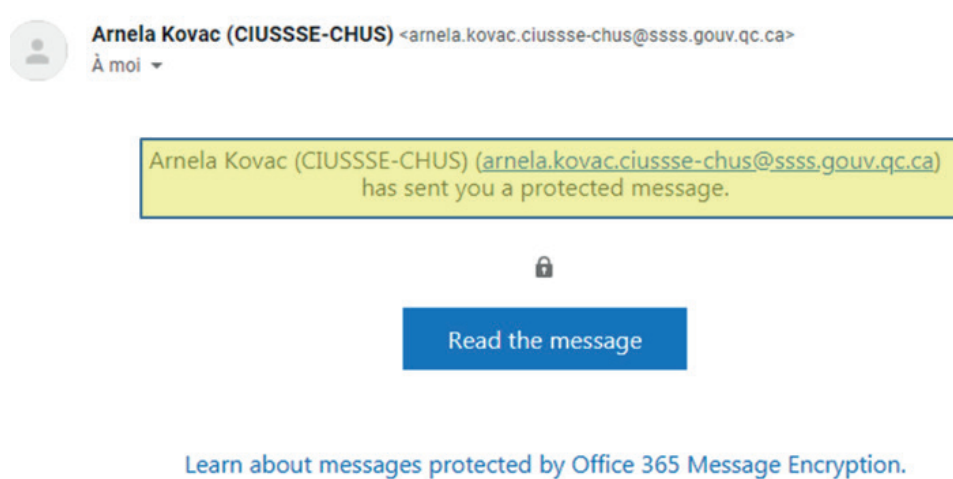 Arnela Kovac (CIUSSSE-CHUS) <arnela.kovac.ciussse-chus@ssss.gouv.qc.ca>
À moi
Arnela Kovac (CIUSSSE-CHUS) (arnela.kovac.ciussse-chus@ssss.gouv.qc.ca)
has sent you a protected message.
Read the message
Learn about messages protected by Office 365 Message Encryption.